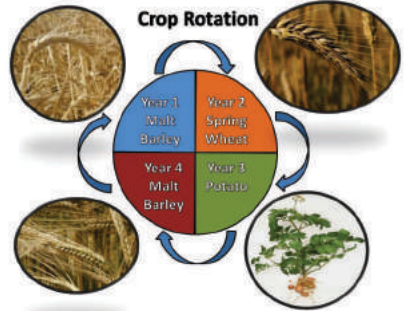 Crop Rotation
Year 1
Malt
Barley
Year 2
Spring
Wheat
Year 4
Malt
Barley
Year 3
Potato